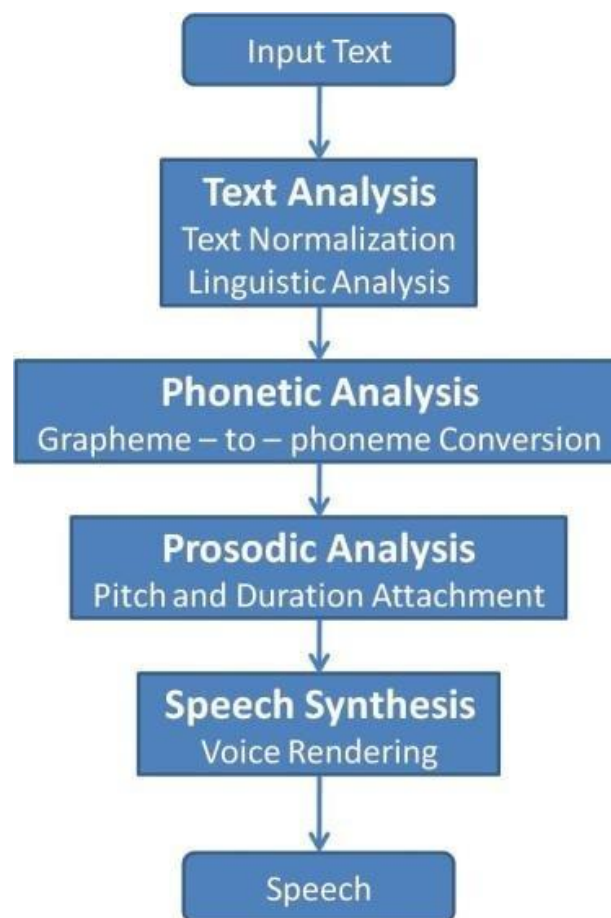 Input Text
Text Analysis
Text Normalization
Linguistic Analysis
Phonetic Analysis
Grapheme – to – phoneme Conversion
Prosodic Analysis
Pitch and Duration Attachment
Speech Synthesis
Voice Rendering
Speech